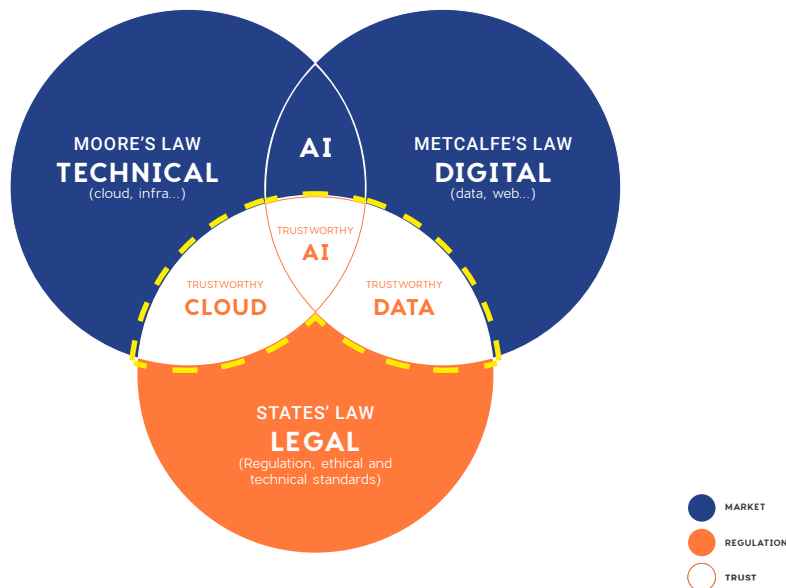 MOORE’S LAW
TECHNICAL
(cloud, infra...)
AI
METCALFE’S LAW
DIGITAL
(data, web...)
TRUSTWORTHY
AI
TRUSTWORTHY
CLOUD
TRUSTWORTHY
DATA
STATES’ LAW
LEGAL
(Regulation, ethical and
technical standards)
MARKET
REGULATION
TRUST